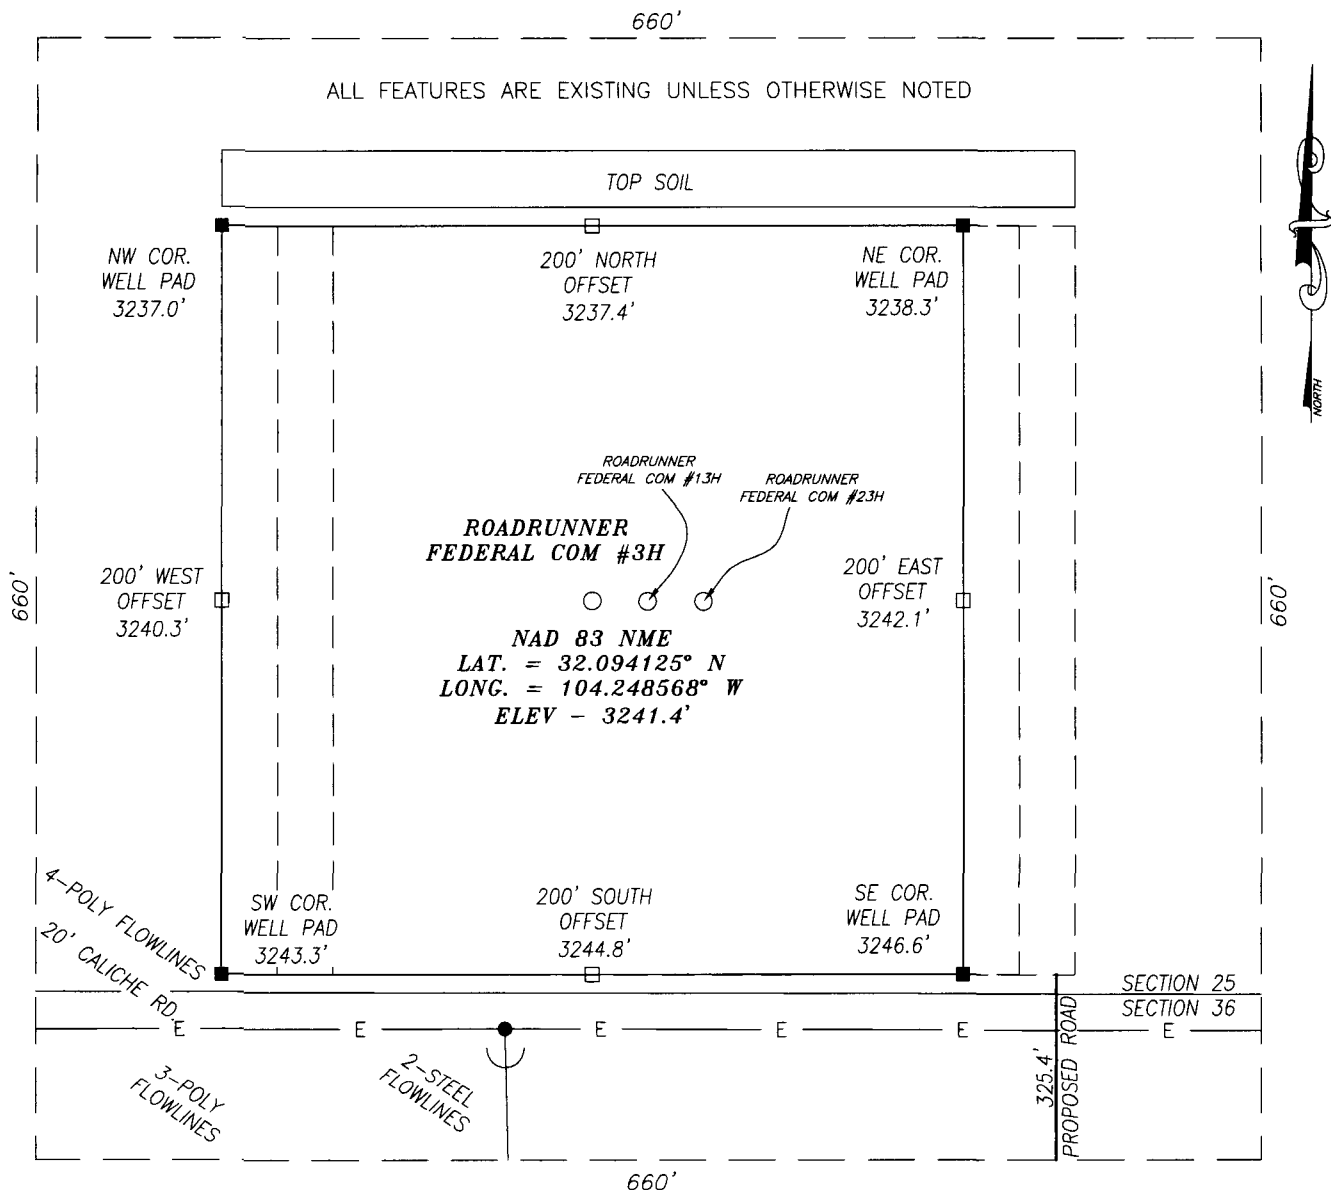 660'
ALL FEATURES ARE EXISTING UNLESS OTHERWISE NOTED
TOP SOIL
NORTH
NW COR.
WELL PAD
3237.0'
200' NORTH
OFFSET
3237.4'
NE COR.
WELL PAD
3238.3'
ROADRUNNER
FEDERAL COM #13H
ROADRUNNER
FEDERAL COM #23H
ROADRUNNER
FEDERAL COM #3H
660'
200' WEST
OFFSET
3240.3'
200' EAST
OFFSET
3242.1'
660'
NAD 83 NME
LAT. = 32.094125° N
LONG. = 104.248568° W
ELEV - 3241.4'
4-POLY FLOWLINES
20' CALICHE RD.
SW COR.
WELL PAD
3243.3'
200' SOUTH
OFFSET
3244.8'
SE COR.
WELL PAD
3246.6'
SECTION 25
SECTION 36
E E E E E E
3-POLY
FLOWLINES
2-STEEL
FLOWLINES
325.4'
PROPOSED ROAD
660'